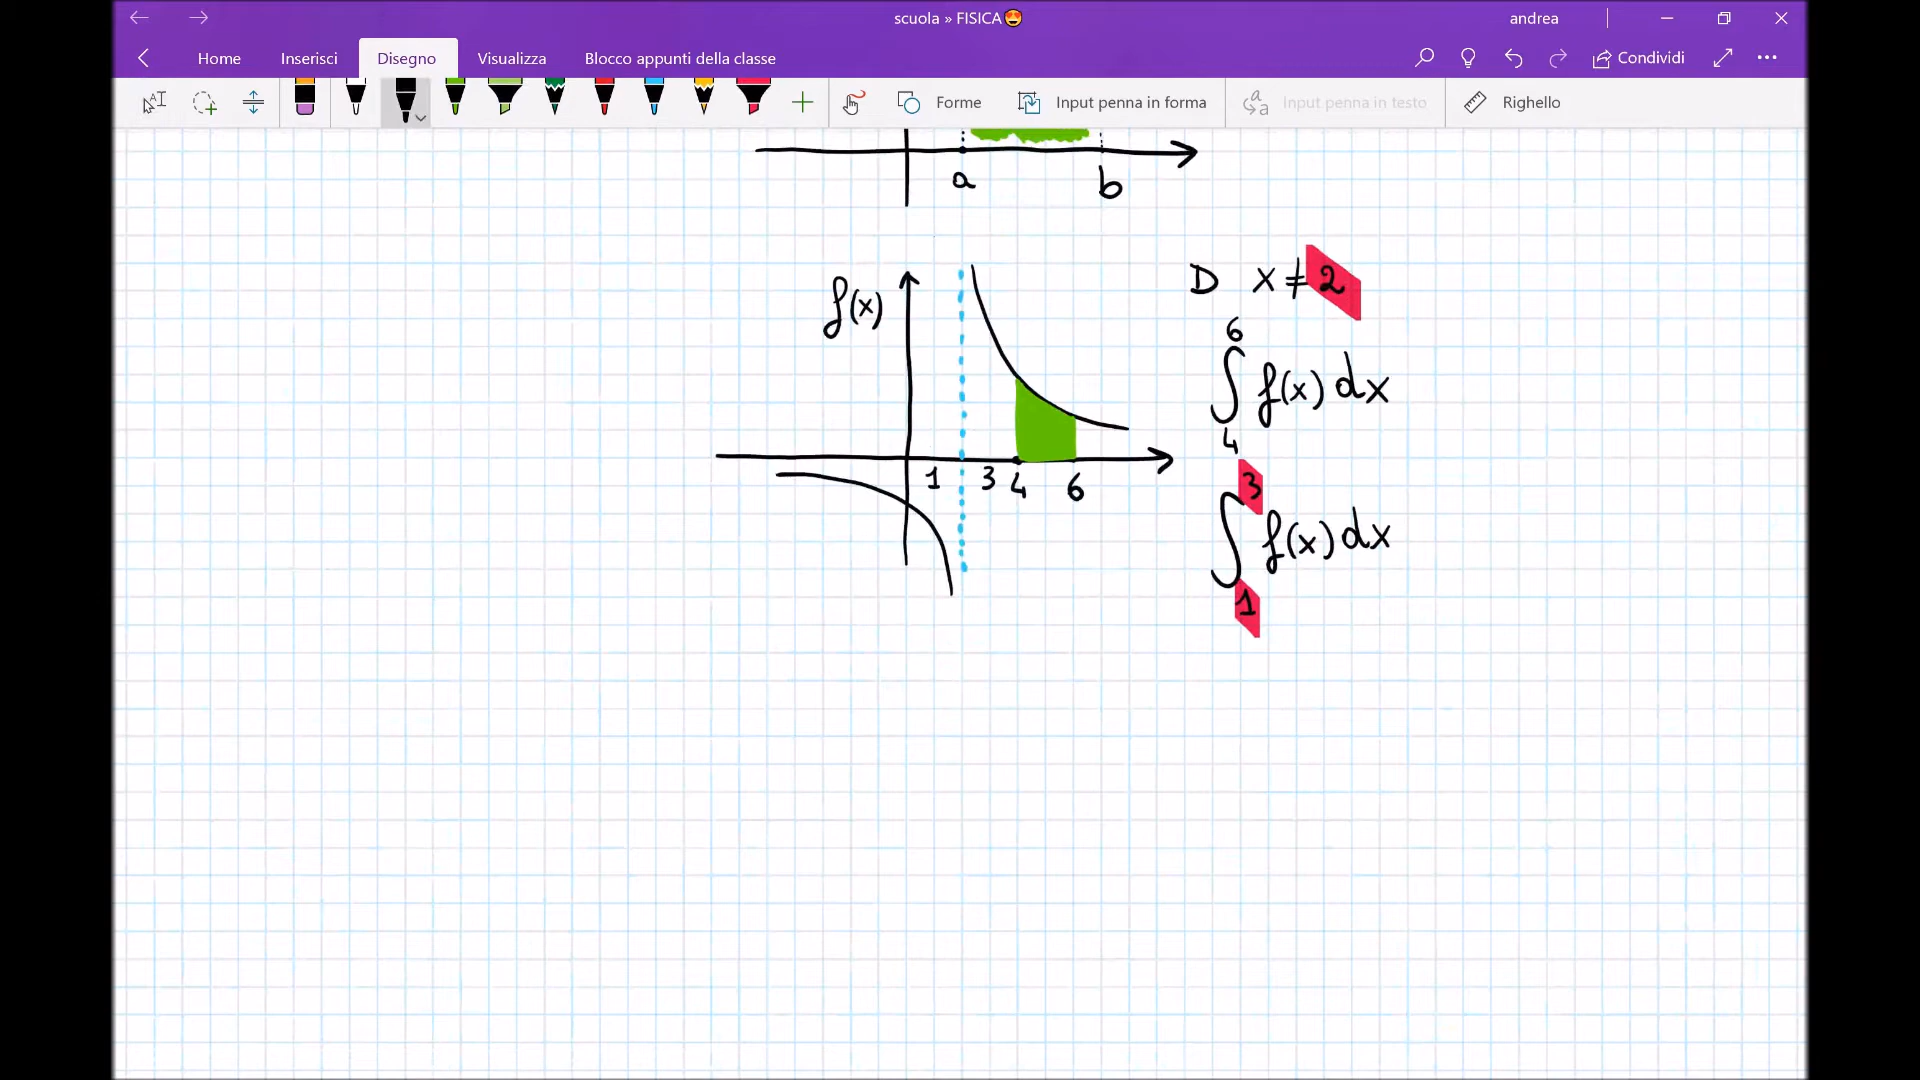 scuola » FISICA😍
andrea
Home Inserisci Disegno Visualizza Blocco appunti della classe
Condividi
Forme Input penna in forma Input penna in testo Righello
a b
f(x)
D x ≠ 2
6
∫ f(x) dx
4
1 3 4 6
3
∫ f(x) dx
1